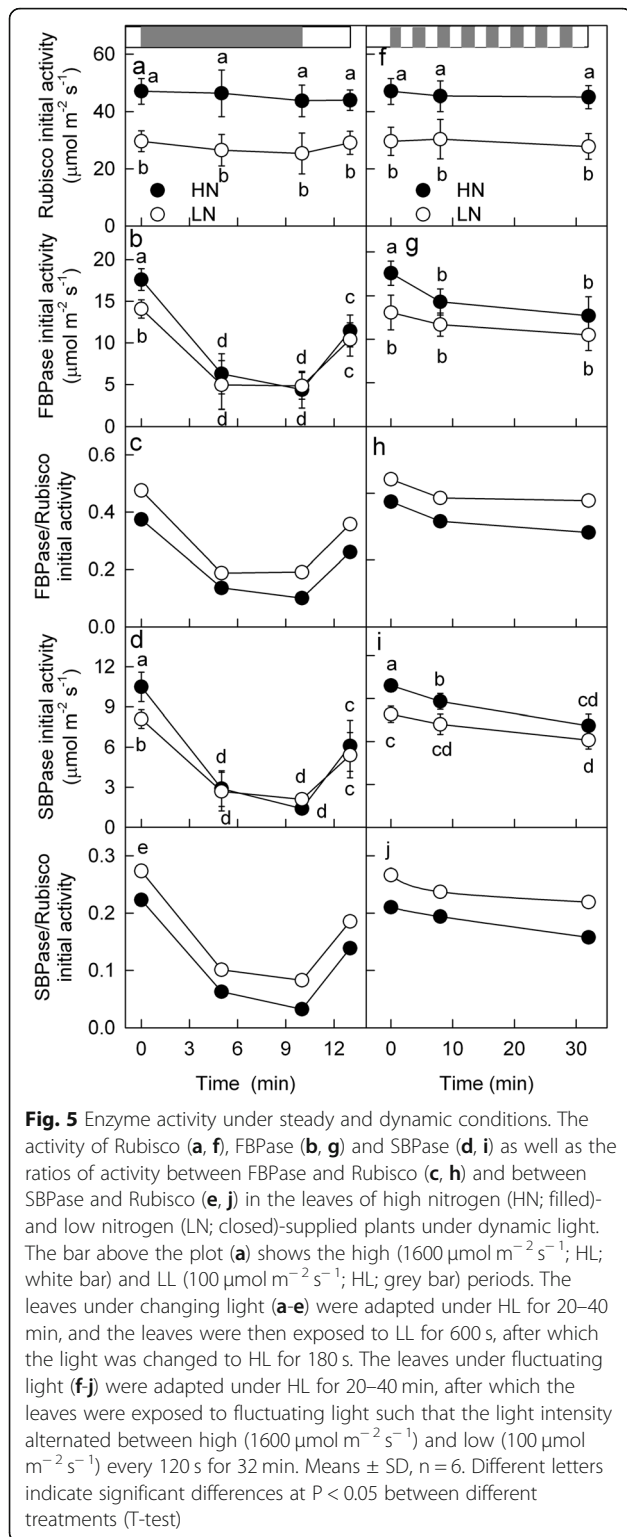 a
a
a
a
a
b
b
b
b
HN
LN
60
40
20
0
Rubisco initial activity
(μmol m⁻² s⁻¹)
f
a
a
a
b
b
b
HN
LN
b
a
b
d
d
d
d
c
c
20
15
10
5
0
FBPase initial activity
(μmol m⁻² s⁻¹)
g
a
b
b
b
b
b
c
0.6
0.4
0.2
0.0
FBPase/Rubisco
initial activity
h
d
a
b
d
d
d
d
c
c
12
9
6
3
0
SBPase initial activity
(μmol m⁻² s⁻¹)
i
a
b
cd
c
cd
d
e
0.3
0.2
0.1
0.0
SBPase/Rubisco
initial activity
j
0 3 6 9 12
Time (min)
0 10 20 30
Time (min)
Fig. 5 Enzyme activity under steady and dynamic conditions. The
activity of Rubisco (a, f), FBPase (b, g) and SBPase (d, i) as well as the
ratios of activity between FBPase and Rubisco (c, h) and between
SBPase and Rubisco (e, j) in the leaves of high nitrogen (HN; filled)-
and low nitrogen (LN; closed)-supplied plants under dynamic light.
The bar above the plot (a) shows the high (1600 μmol m⁻² s⁻¹; HL;
white bar) and LL (100 μmol m⁻² s⁻¹; HL; grey bar) periods. The
leaves under changing light (a-e) were adapted under HL for 20–40
min, and the leaves were then exposed to LL for 600 s, after which
the light was changed to HL for 180 s. The leaves under fluctuating
light (f-j) were adapted under HL for 20–40 min, after which the
leaves were exposed to fluctuating light such that the light intensity
alternated between high (1600 μmol m⁻² s⁻¹) and low (100 μmol
m⁻² s⁻¹) every 120 s for 32 min. Means ± SD, n = 6. Different letters
indicate significant differences at P < 0.05 between different
treatments (T-test)